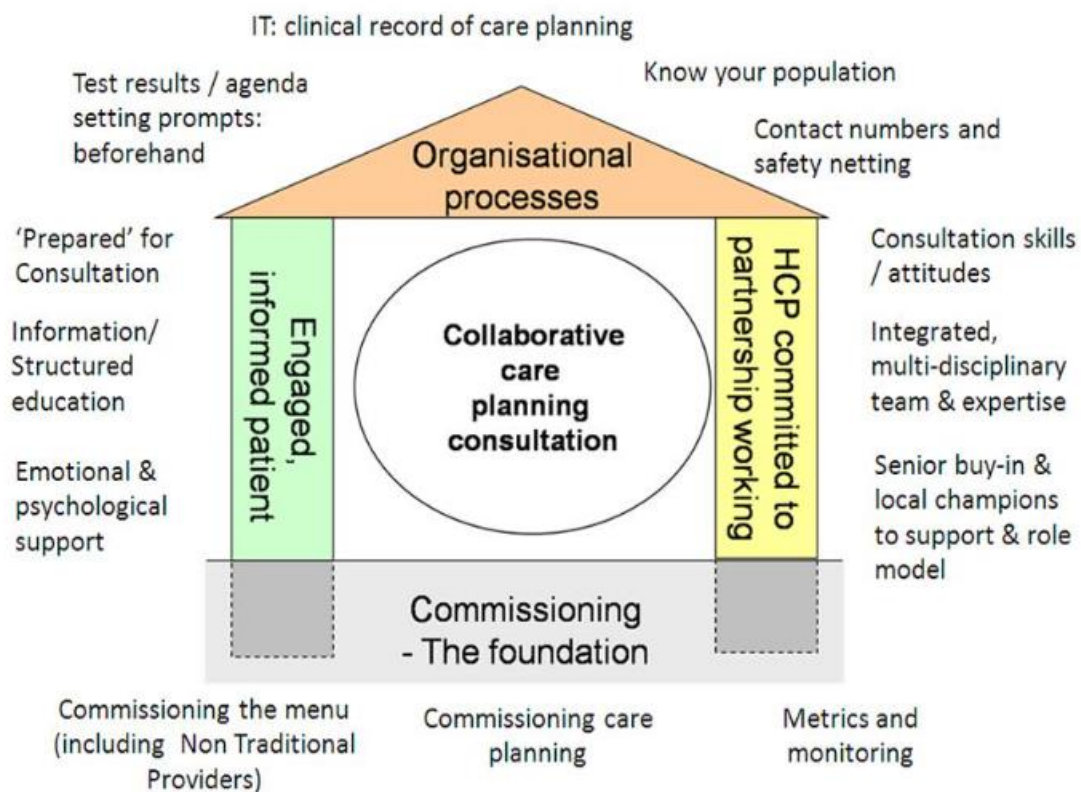 IT: clinical record of care planning
Test results / agenda
setting prompts:
beforehand
Know your population
Contact numbers and
safety netting
Organisational
processes
‘Prepared’ for
Consultation
Information/
Structured
education
Emotional &
psychological
support
Engaged,
informed patient
Collaborative
care
planning
consultation
HCP committed to
partnership working
Consultation skills
/ attitudes
Integrated,
multi-disciplinary
team & expertise
Senior buy-in &
local champions
to support & role
model
Commissioning
- The foundation
Commissioning the menu
(including Non Traditional
Providers)
Commissioning care
planning
Metrics and
monitoring